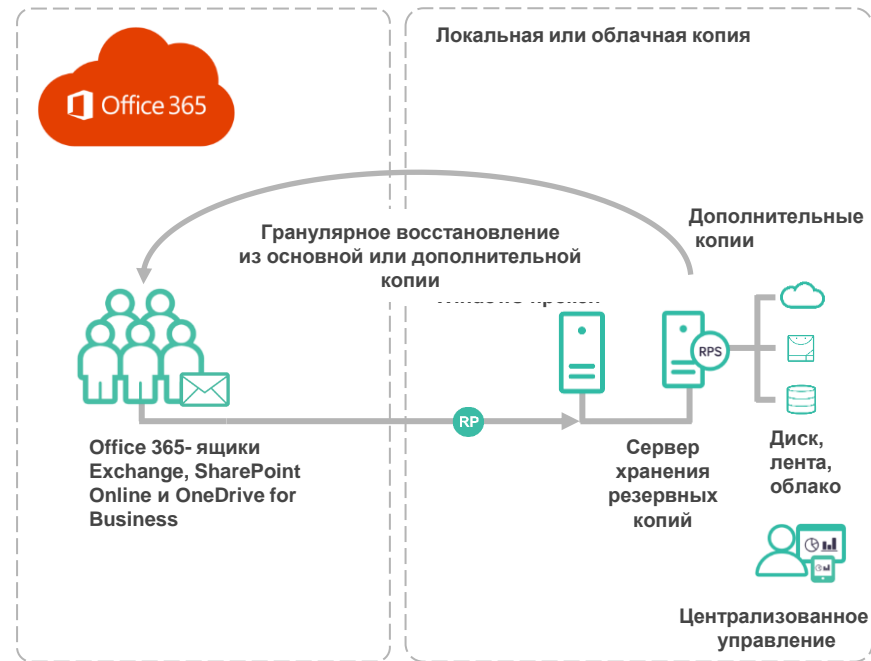 Локальная или облачная копия
Office 365
Дополнительные
копии
Гранулярное восстановление
из основной или дополнительной
копии
RPS
RP
Office 365- ящики
Exchange, SharePoint
Online и OneDrive for
Business
Сервер
хранения
резервных
копий
Диск,
лента,
облако
Централизованное
управление